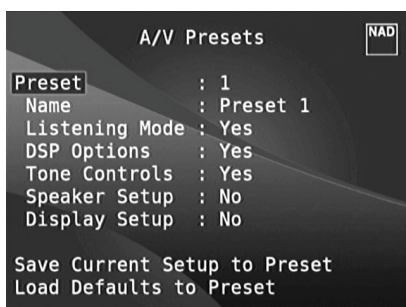 A/V Presets
NAD
Preset : 1
Name : Preset 1
Listening Mode : Yes
DSP Options : Yes
Tone Controls : Yes
Speaker Setup : No
Display Setup : No
Save Current Setup to Preset
Load Defaults to Preset